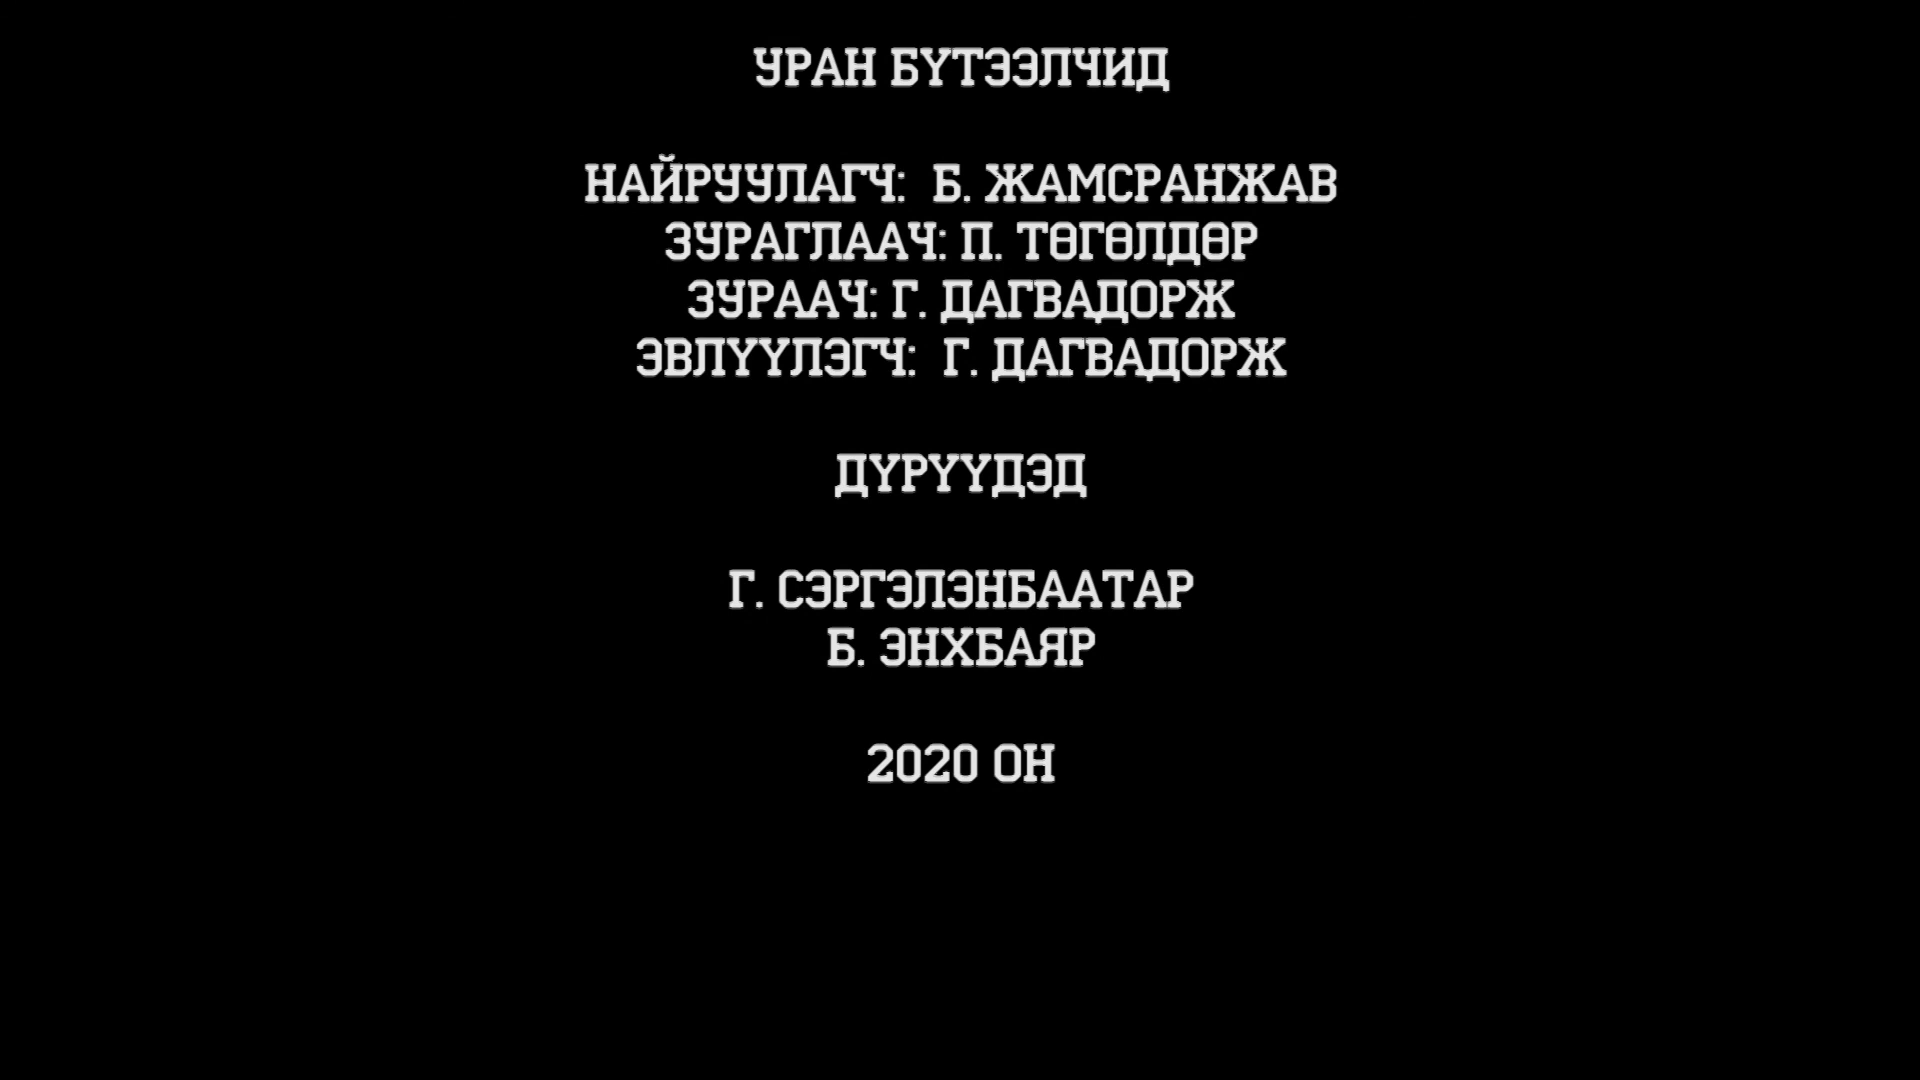 УРАН БҮТЭЭЛЧИД
НАЙРУУЛАГЧ: Б. ЖАМСРАНЖАВ
ЗУРАГЛААЧ: П. ТӨГӨЛДӨР
ЗУРААЧ: Г. ДАГВАДОРЖ
ЭВЛҮҮЛЭГЧ: Г. ДАГВАДОРЖ
ДҮРҮҮДЭД
Г. СЭРГЭЛЭНБААТАР
Б. ЭНХБАЯР
2020 ОН